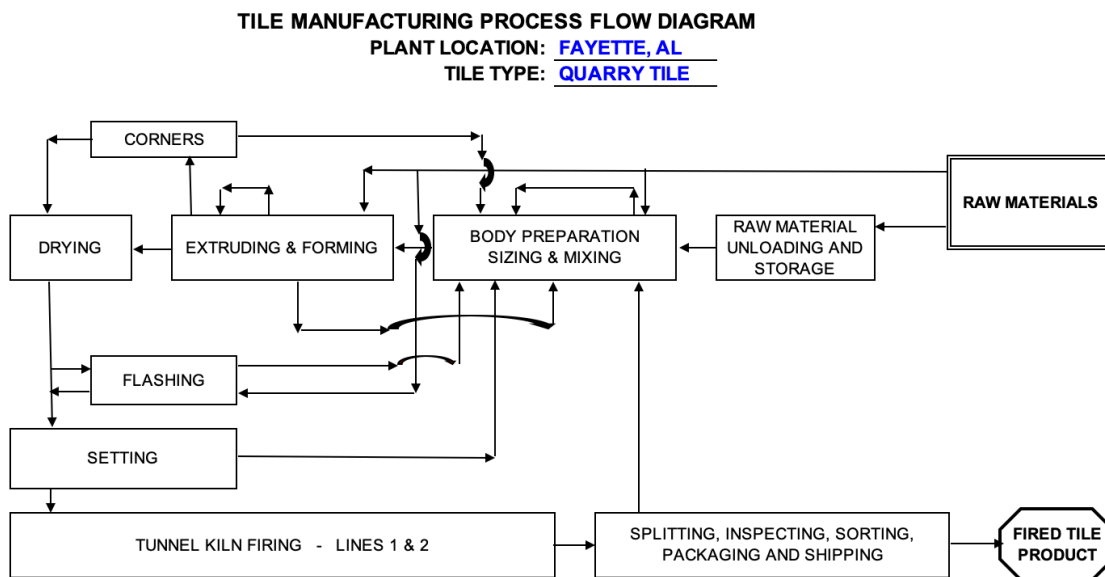 TILE MANUFACTURING PROCESS FLOW DIAGRAM
PLANT LOCATION: FAYETTE, AL
TILE TYPE: QUARRY TILE
CORNERS
RAW MATERIALS
DRYING
EXTRUDING & FORMING
BODY PREPARATION
SIZING & MIXING
RAW MATERIAL
UNLOADING AND
STORAGE
FLASHING
SETTING
TUNNEL KILN FIRING - LINES 1 & 2
SPLITTING, INSPECTING, SORTING,
PACKAGING AND SHIPPING
FIRED TILE
PRODUCT